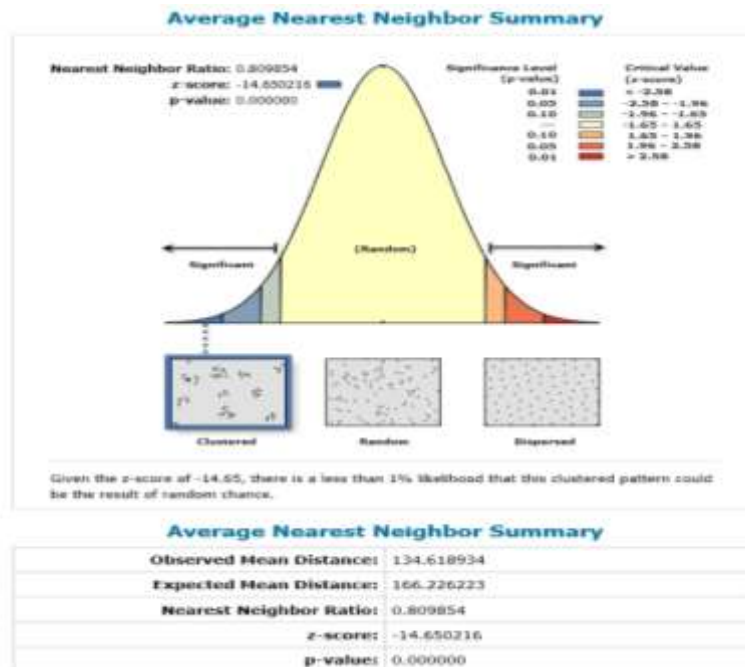 Average Nearest Neighbor Summary
Nearest Neighbor Ratio: 0.809854
z-score: -14.650216
p-value: 0.000000
Significance Level (p-value)
Critical Value (z-score)
0.01 < -2.58
0.05 -2.58 - -1.96
0.10 -1.96 - -1.65
— -1.65 - 1.65
0.10 1.65 - 1.96
0.05 1.96 - 2.58
0.01 > 2.58
(Random)
Significant Significant
Clustered Random Dispersed
Given the z-score of -14.65, there is a less than 1% likelihood that this clustered pattern could
be the result of random chance.
Average Nearest Neighbor Summary
Observed Mean Distance: 134.618934
Expected Mean Distance: 166.226223
Nearest Neighbor Ratio: 0.809854
z-score: -14.650216
p-value: 0.000000